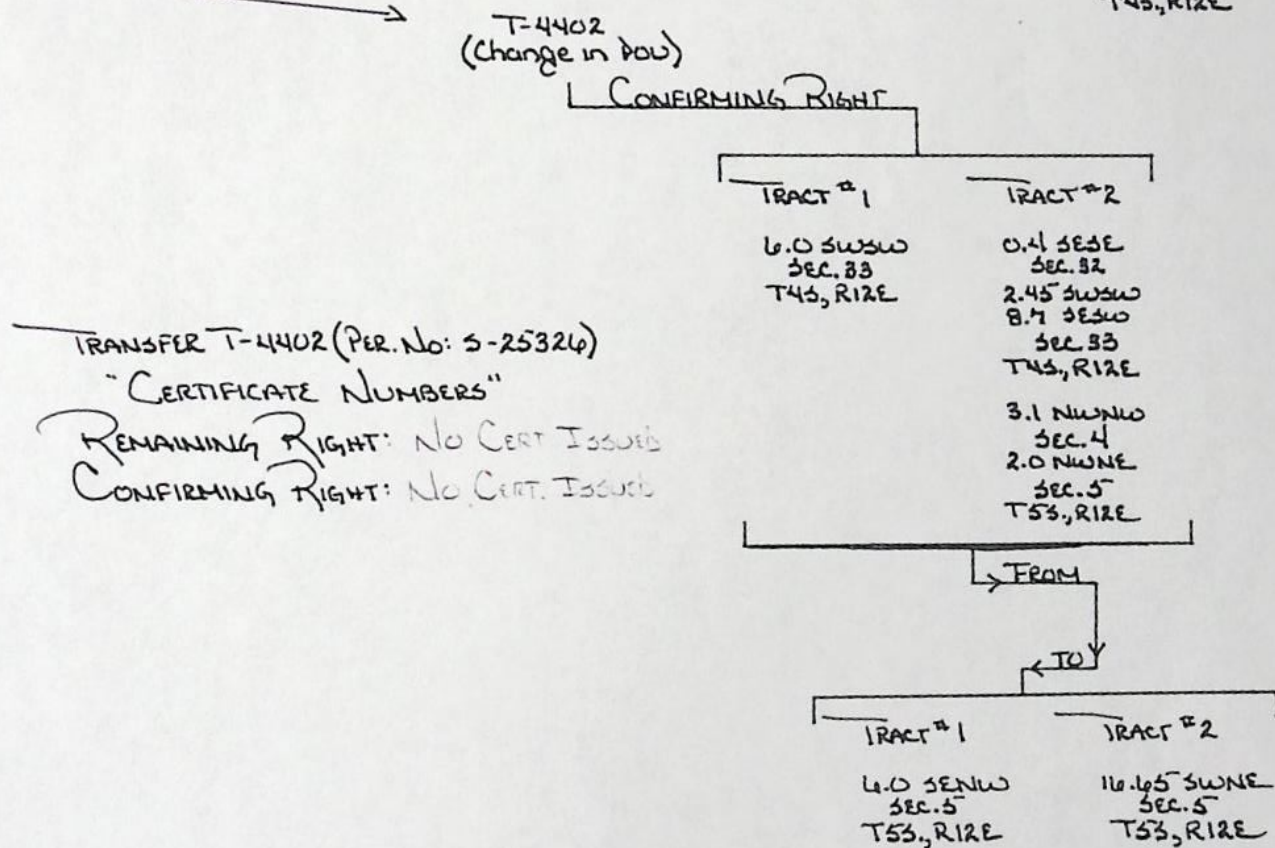 T4S., R12E
T-4402
(Change in POU)
CONFIRMING RIGHT
TRACT #1
6.0 SWSW
SEC. 33
T4S., R12E
TRACT #2
0.4 SESE
SEC. 32
2.45 SWSW
8.7 SESW
SEC. 33
T4S., R12E
3.1 NWNW
SEC. 4
2.0 NWNE
SEC. 5
T5S., R12E
TRANSFER T-4402 (PER. No: S-25326)
"CERTIFICATE NUMBERS"
REMAINING RIGHT: No CERT ISSUED
CONFIRMING RIGHT: No CERT. ISSUED
FROM
TO
TRACT #1
6.0 SENW
SEC. 5
T5S., R12E
TRACT #2
16.65 SWNE
SEC. 5
T5S., R12E